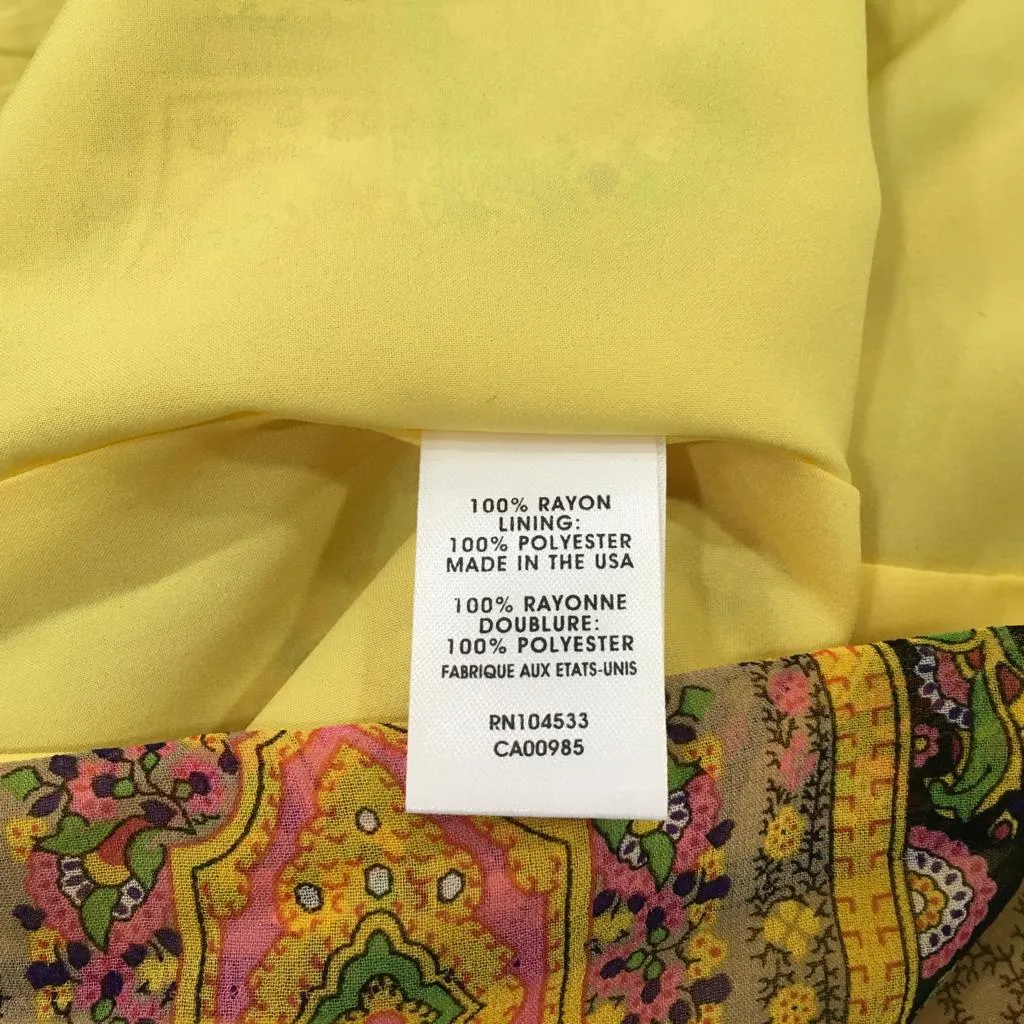 100% RAYON
LINING:
100% POLYESTER
MADE IN THE USA
100% RAYONNE
DOUBLURE:
100% POLYESTER
FABRIQUE AUX ETATS-UNIS
RN104533
CA00985